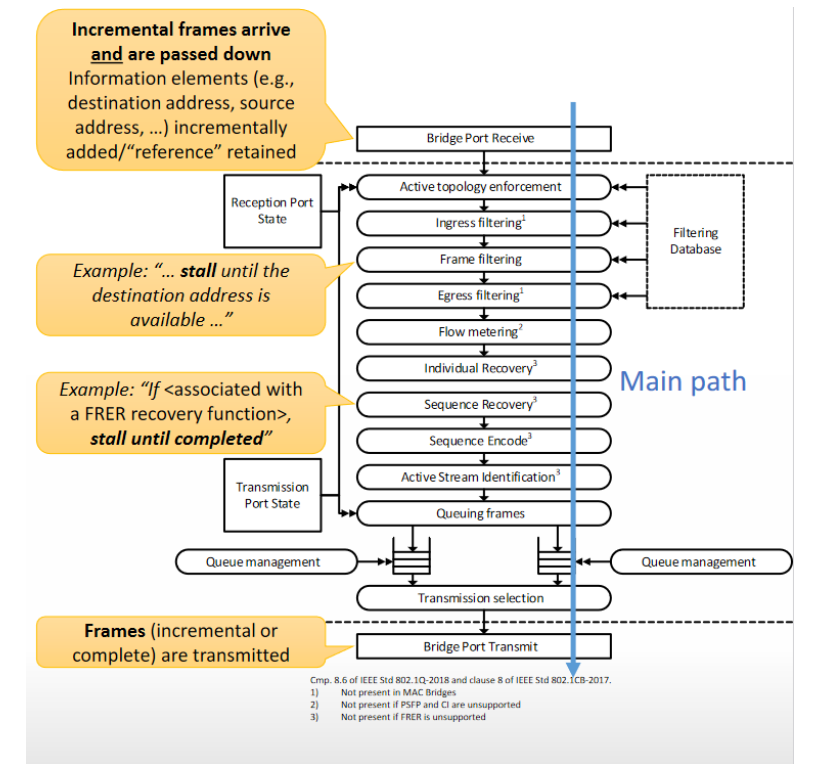 Incremental frames arrive
and are passed down
Information elements (e.g.,
destination address, source
address, …) incrementally
added/“reference” retained
Bridge Port Receive
Reception Port
State
Active topology enforcement
Ingress filtering1
Filtering
Database
Example: “… stall until the
destination address is
available …”
Frame filtering
Egress filtering1
Flow metering2
Individual Recovery3
Main path
Example: “If <associated with
a FRER recovery function>,
stall until completed”
Sequence Recovery3
Sequence Encode3
Active Stream Identification3
Transmission
Port State
Queuing frames
Queue management
Queue management
Transmission selection
Frames (incremental or
complete) are transmitted
Bridge Port Transmit
Cmp. 8.6 of IEEE Std 802.1Q-2018 and clause 8 of IEEE Std 802.1CB-2017.
1) Not present in MAC Bridges
2) Not present if PSFP and CI are unsupported
3) Not present if FRER is unsupported